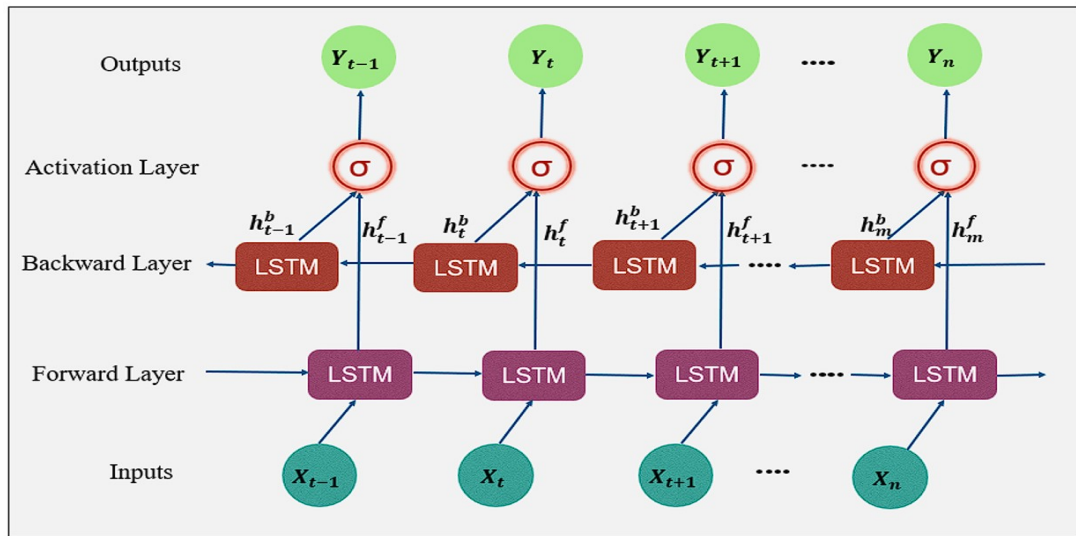 Outputs Y_{t-1} Y_t Y_{t+1} .... Y_n
Activation Layer σ σ σ .... σ
h^b_{t-1} h^f_{t-1} h^b_t h^f_t h^b_{t+1} h^f_{t+1} h^b_m h^f_m
Backward Layer LSTM LSTM LSTM .... LSTM
Forward Layer LSTM LSTM LSTM .... LSTM
Inputs X_{t-1} X_t X_{t+1} .... X_n